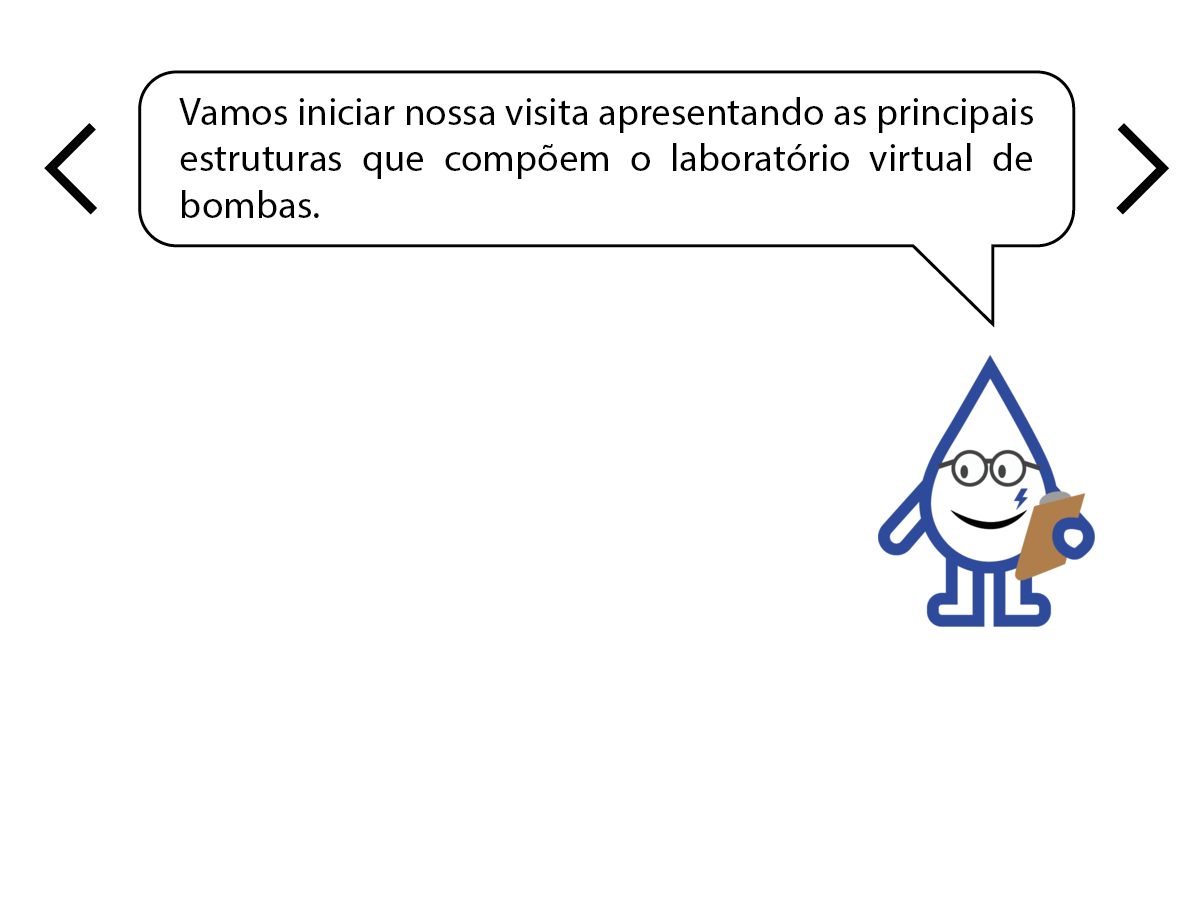 Vamos iniciar nossa visita apresentando as principais
estruturas que compõem o laboratório virtual de
bombas.